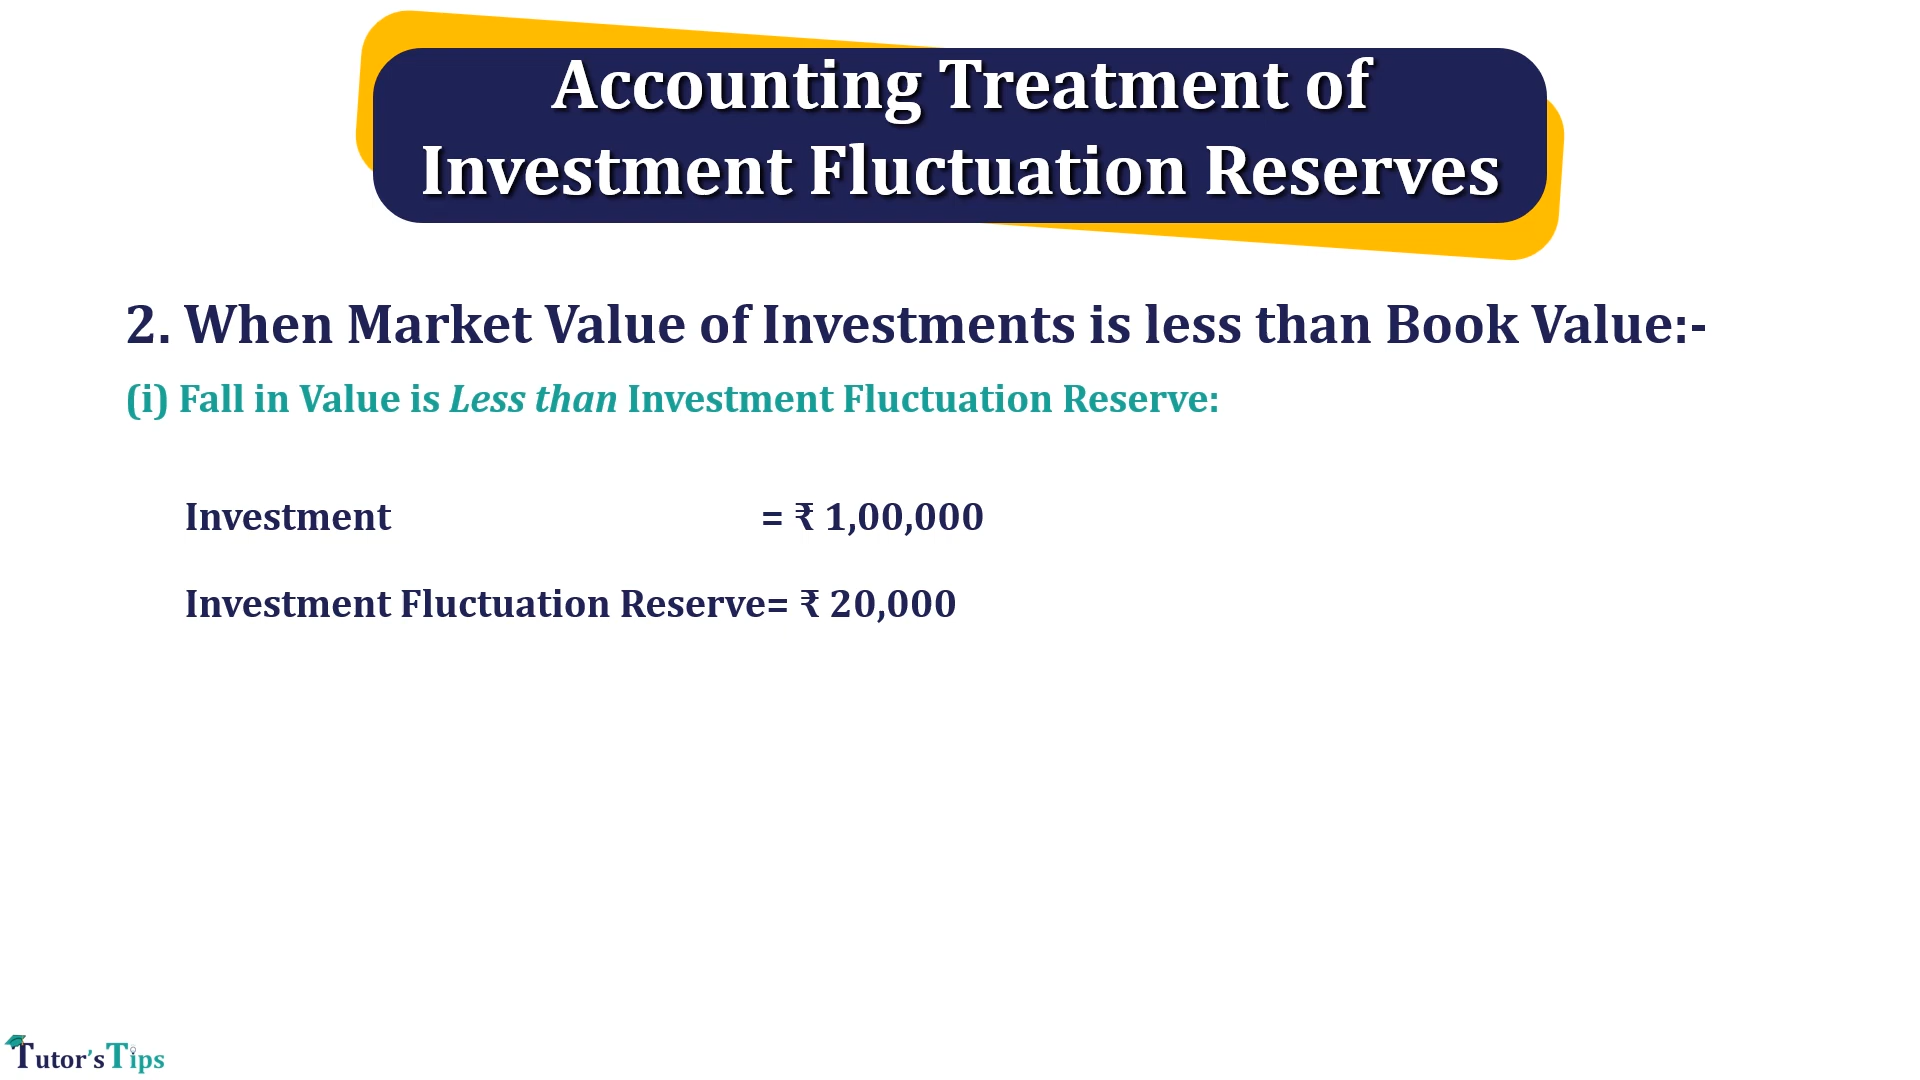 Accounting Treatment of
Investment Fluctuation Reserves
2. When Market Value of Investments is less than Book Value:-
(i) Fall in Value is Less than Investment Fluctuation Reserve:
Investment = ₹ 1,00,000
Investment Fluctuation Reserve= ₹ 20,000
Tutor'sTips